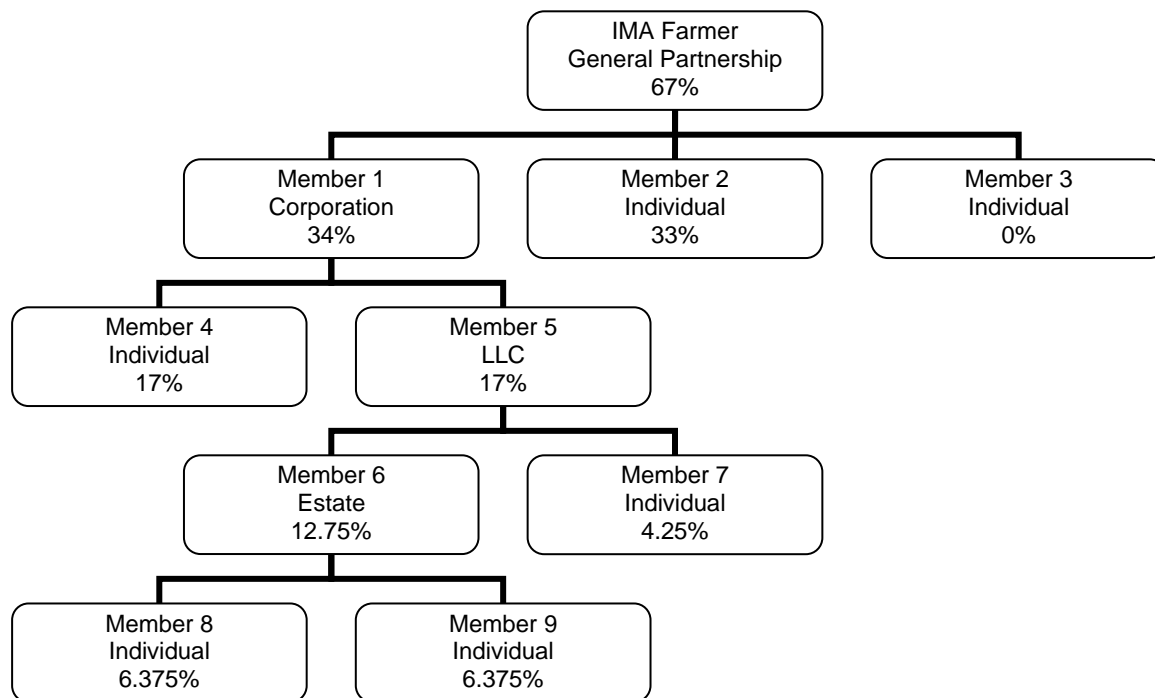 IMA Farmer
General Partnership
67%
Member 1
Corporation
34%
Member 2
Individual
33%
Member 3
Individual
0%
Member 4
Individual
17%
Member 5
LLC
17%
Member 6
Estate
12.75%
Member 7
Individual
4.25%
Member 8
Individual
6.375%
Member 9
Individual
6.375%